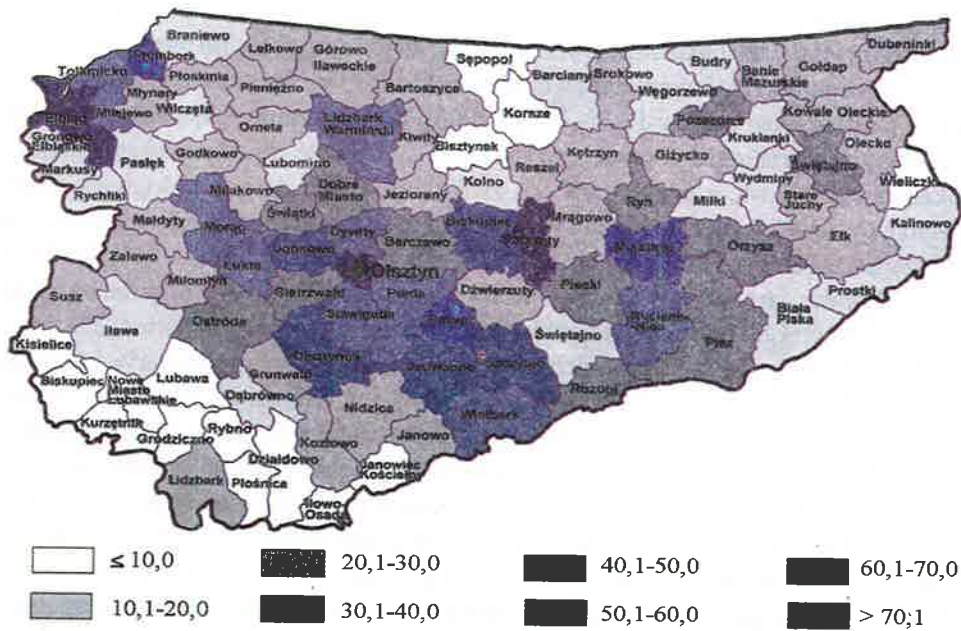 Braniewo
Lelkowo
Górowo
Iławeckie
Sępopol
Barciany
Srokowo
Budry
Banie
Mazurskie
Gołdap
Dubeninki
Frombork
Tolkmicko
Płoskinia
Pieniężno
Bartoszyce
Korsze
Węgorzewo
Pozezdrze
Kowale Oleckie
Młynary
Milejewo
Wilczęta
Orneta
Lidzbark
Warmiński
Kiwity
Bisztynek
Kętrzyn
Giżycko
Kruklanki
Olecko
Świętajno
Elbląg
Gronowo
Elbląskie
Markusy
Pasłęk
Godkowo
Lubomino
Reszel
Wydminy
Wieliczki
Rychliki
Miłakowo
Dobre
Miasto
Jeziorany
Kolno
Ryn
Miłki
Stare
Juchy
Kalinowo
Małdyty
Morąg
Świątki
Jonkowo
Dywity
Barczewo
Biskupiec
Sorkwity
Mrągowo
Mikołajki
Orzysz
Ełk
Zalewo
Miłomłyn
Łukta
Olsztyn
Gietrzwałd
Purda
Dźwierzuty
Piecki
Prostki
Susz
Iława
Ostróda
Stawiguda
Pasym
Świętajno
Ruciane
Nida
Pisz
Biała
Piska
Kisielice
Olsztynek
Jedwabno
Szczytno
Rozogi
Biskupiec
Nowe
Miasto
Lubawskie
Lubawa
Grunwald
Dąbrówno
Nidzica
Wielbark
Kurzętnik
Grodziczno
Rybno
Kozłowo
Janowo
Działdowo
Janowiec
Kościelny
Lidzbark
Płośnica
Iłowo
Osada
≤ 10,0
20,1-30,0
40,1-50,0
60,1-70,0
10,1-20,0
30,1-40,0
50,1-60,0
> 70;1